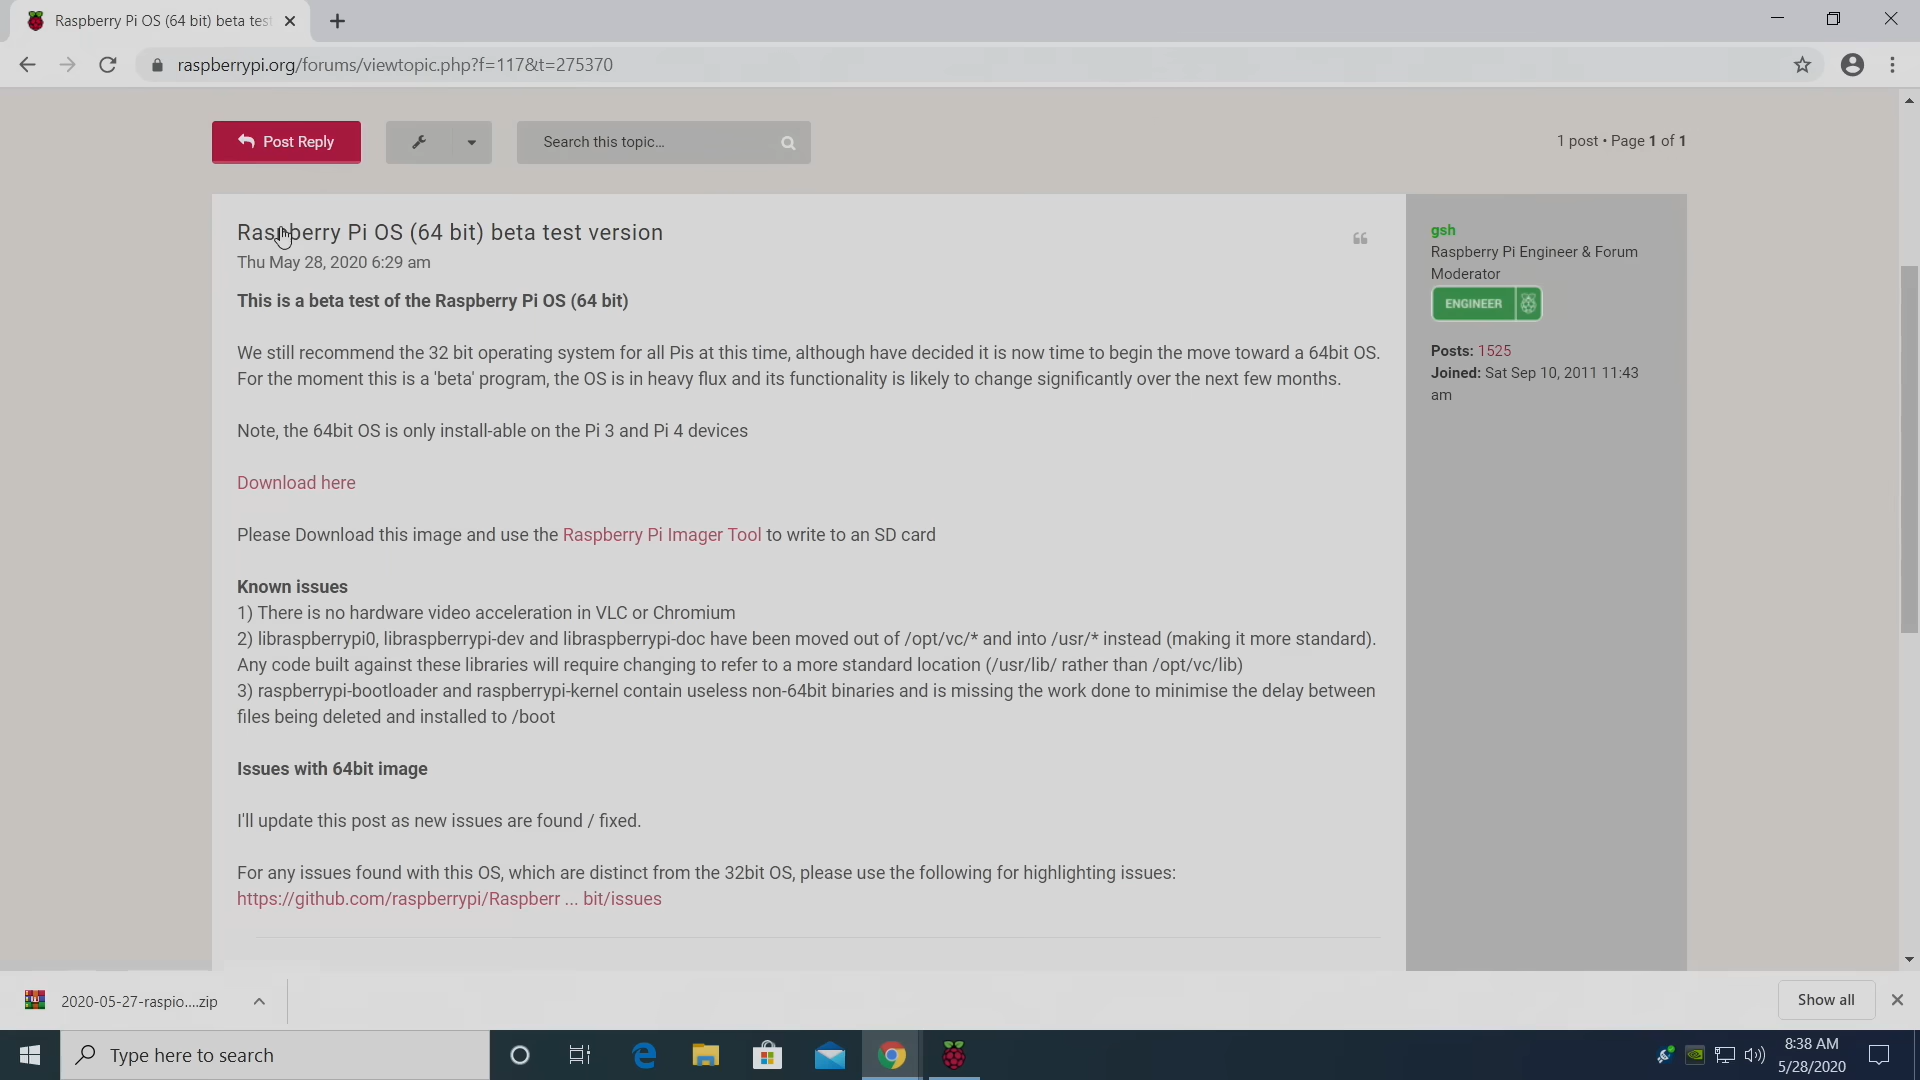 Raspberry Pi OS (64 bit) beta test
raspberrypi.org/forums/viewtopic.php?f=117&t=275370
Post Reply
Search this topic...
1 post • Page 1 of 1
Raspberry Pi OS (64 bit) beta test version
Thu May 28, 2020 6:29 am
This is a beta test of the Raspberry Pi OS (64 bit)
We still recommend the 32 bit operating system for all Pis at this time, although have decided it is now time to begin the move toward a 64bit OS.
For the moment this is a 'beta' program, the OS is in heavy flux and its functionality is likely to change significantly over the next few months.
Note, the 64bit OS is only install-able on the Pi 3 and Pi 4 devices
Download here
Please Download this image and use the Raspberry Pi Imager Tool to write to an SD card
Known issues
1) There is no hardware video acceleration in VLC or Chromium
2) libraspberrypi0, libraspberrypi-dev and libraspberrypi-doc have been moved out of /opt/vc/* and into /usr/* instead (making it more standard).
Any code built against these libraries will require changing to refer to a more standard location (/usr/lib/ rather than /opt/vc/lib)
3) raspberrypi-bootloader and raspberrypi-kernel contain useless non-64bit binaries and is missing the work done to minimise the delay between
files being deleted and installed to /boot
Issues with 64bit image
I'll update this post as new issues are found / fixed.
For any issues found with this OS, which are distinct from the 32bit OS, please use the following for highlighting issues:
https://github.com/raspberrypi/Raspberr ... bit/issues
gsh
Raspberry Pi Engineer & Forum
Moderator
ENGINEER
Posts: 1525
Joined: Sat Sep 10, 2011 11:43
am
2020-05-27-raspio....zip
Show all
Type here to search
8:38 AM
5/28/2020